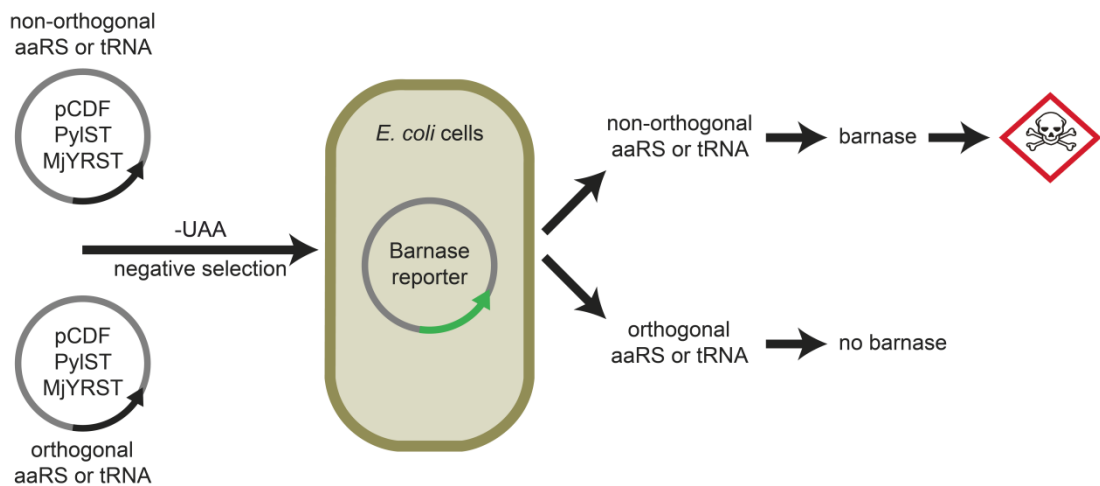 non-orthogonal
aaRS or tRNA
pCDF
PylST
MjYRST
-UAA
negative selection
pCDF
PylST
MjYRST
orthogonal
aaRS or tRNA
E. coli cells
Barnase
reporter
non-orthogonal
aaRS or tRNA
barnase
orthogonal
aaRS or tRNA
no barnase